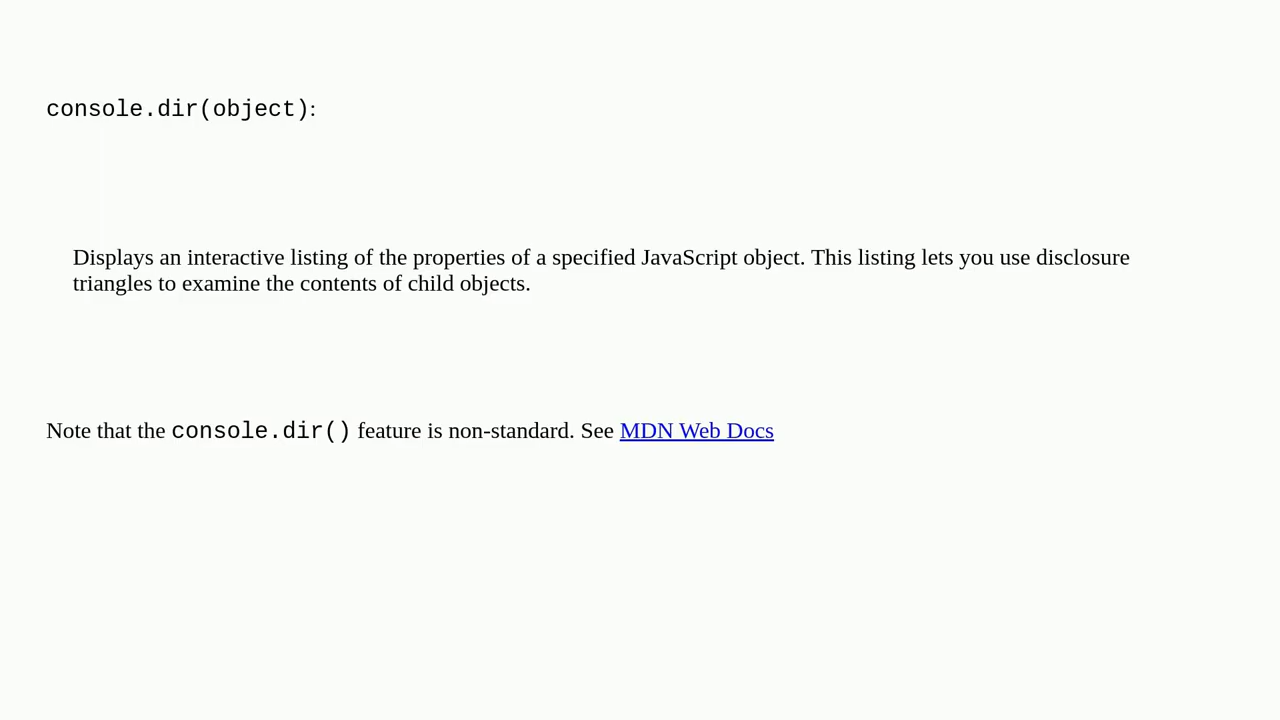 console.dir(object):
Displays an interactive listing of the properties of a specified JavaScript object. This listing lets you use disclosure
triangles to examine the contents of child objects.
Note that the console.dir() feature is non-standard. See MDN Web Docs